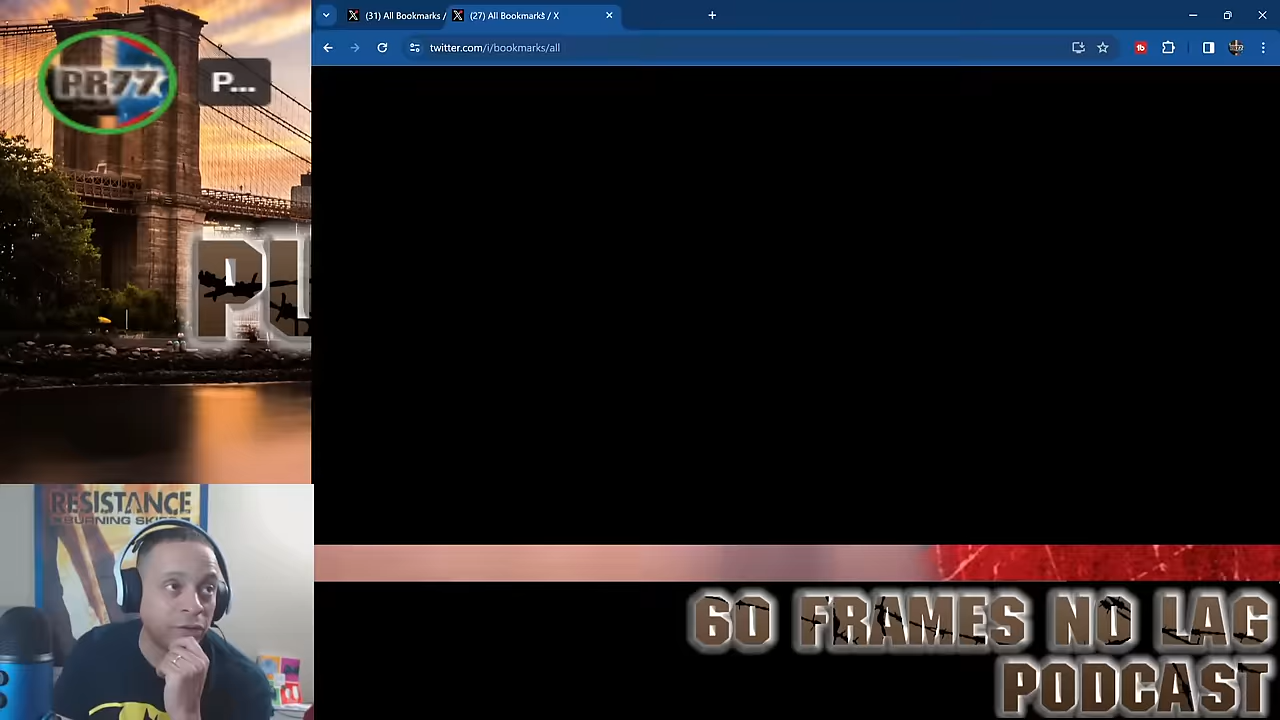 (31) All Bookmarks /
(27) All Bookmarks / X
twitter.com/i/bookmarks/all
PR77
P...
PU
RESISTANCE
BURNING SKIES
60 FRAMES NO LAG
PODCAST